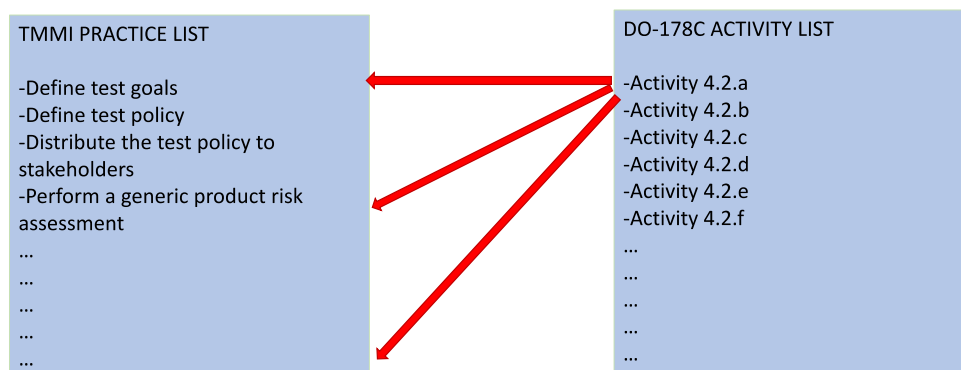 TMMI PRACTICE LIST
-Define test goals
-Define test policy
-Distribute the test policy to
stakeholders
-Perform a generic product risk
assessment
...
...
...
...
...
DO-178C ACTIVITY LIST
-Activity 4.2.a
-Activity 4.2.b
-Activity 4.2.c
-Activity 4.2.d
-Activity 4.2.e
-Activity 4.2.f
...
...
...
...
...